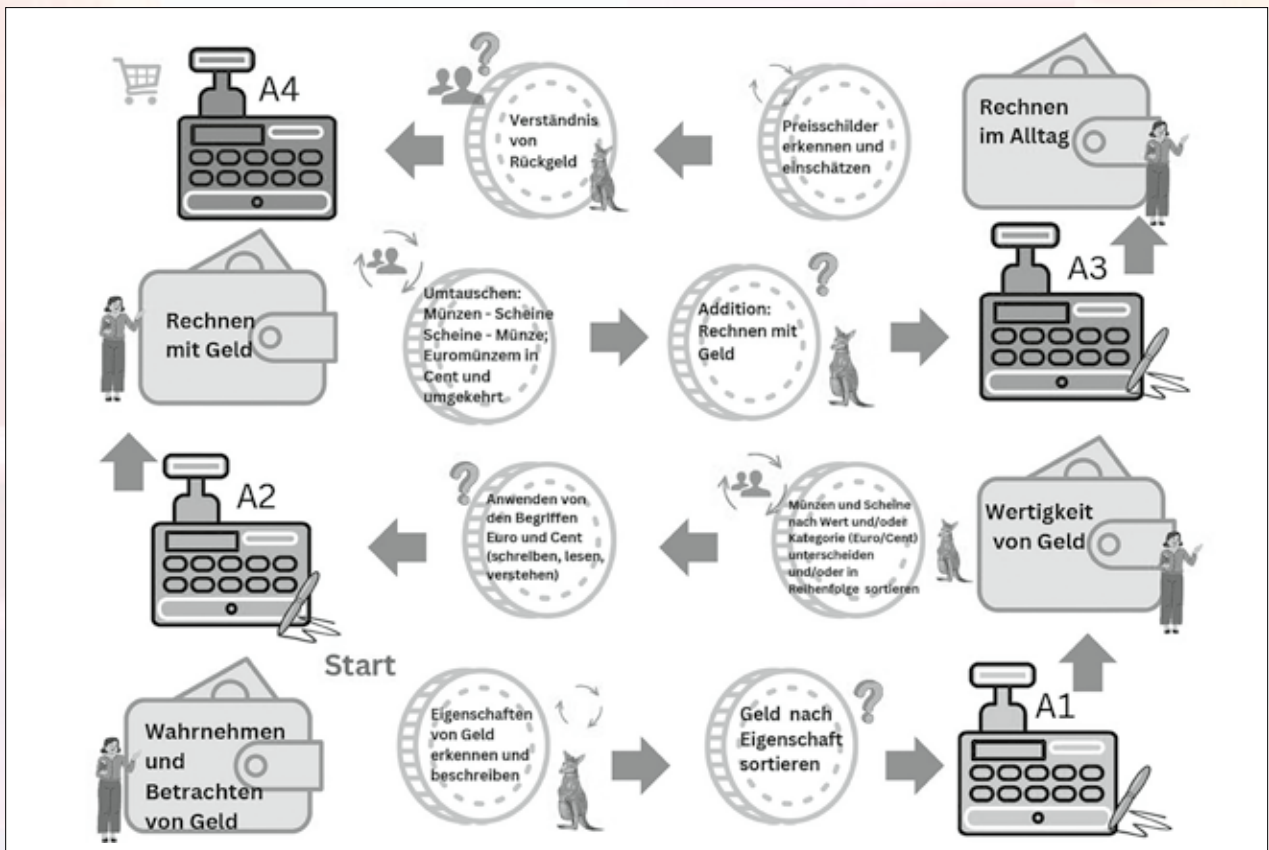 A4
?
Verständnis
von
Rückgeld
Preisschilder
erkennen und
einschätzen
Rechnen
im Alltag
Rechnen
mit Geld
Umtauschen:
Münzen - Scheine
Scheine - Münze;
Euromünzem in
Cent und
umgekehrt
Addition:
Rechnen mit
Geld
?
A3
A2
?
Anwenden von
den Begriffen
Euro und Cent
(schreiben, lesen,
verstehen)
Münzen und Scheine
nach Wert und/oder
Kategorie (Euro/Cent)
unterscheiden
und/oder in
Reihenfolge sortieren
Wertigkeit
von Geld
Start
Wahrnehmen
und
Betrachten
von Geld
Eigenschaften
von Geld
erkennen und
beschreiben
Geld nach
Eigenschaft
sortieren
?
A1